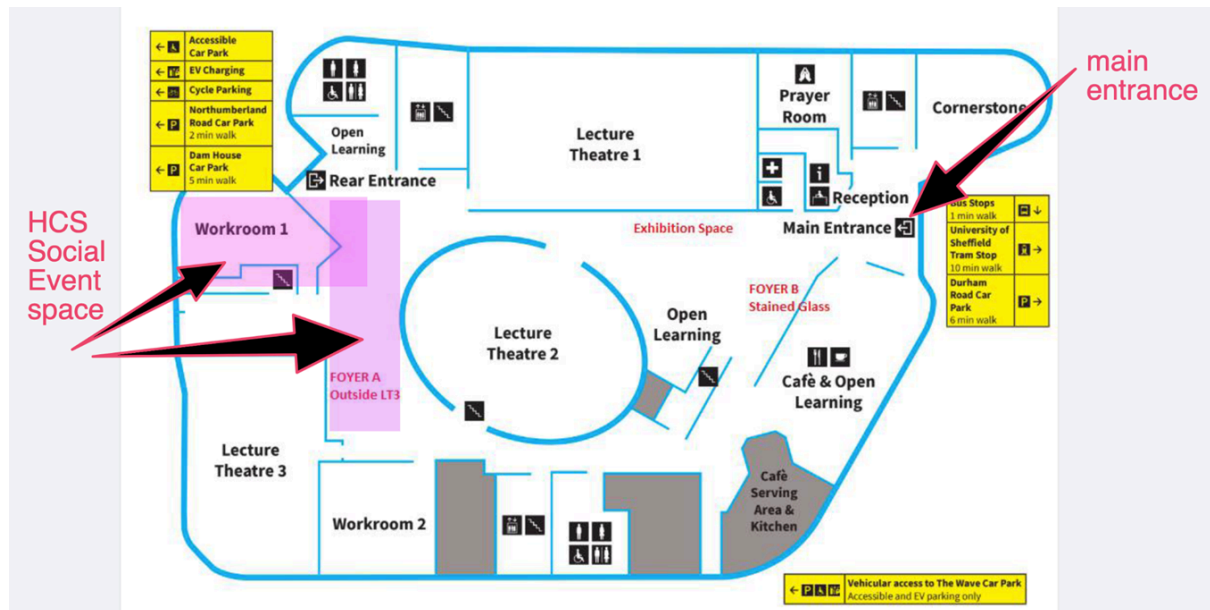 Accessible
Car Park
EV Charging
Cycle Parking
Northumberland
Road Car Park
2 min walk
Dam House
Car Park
5 min walk
Open
Learning
Rear Entrance
Lecture
Theatre 1
Prayer
Room
Cornerstone
main
entrance
Reception
Main Entrance
Exhibition Space
Bus Stops
1 min walk
University of
Sheffield
Tram Stop
10 min walk
Durham
Road Car
Park
6 min walk
HCS
Social
Event
space
Workroom 1
FOYER A
Outside LT3
Lecture
Theatre 2
Open
Learning
FOYER B
Stained Glass
Cafè & Open
Learning
Lecture
Theatre 3
Workroom 2
Cafè
Serving
Area &
Kitchen
Vehicular access to The Wave Car Park
Accessible and EV parking only